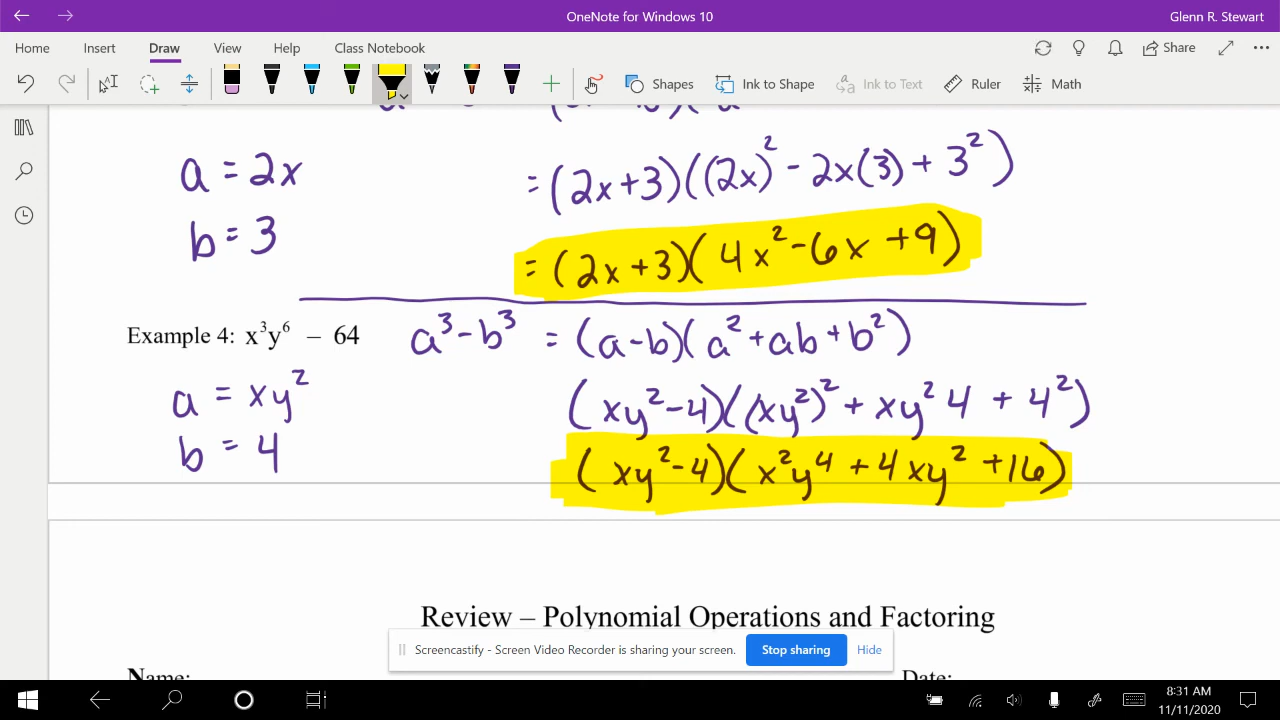 OneNote for Windows 10
Glenn R. Stewart
Home Insert Draw View Help Class Notebook Share
Shapes Ink to Shape Ink to Text Ruler Math
a = 2x
= (2x+3)((2x)² - 2x(3) + 3²)
b = 3
= (2x+3)(4x² - 6x + 9)
Example 4: x³y⁶ – 64 a³-b³ = (a-b)(a² + ab + b²)
a = xy²
(xy²-4)((xy²)² + xy²4 + 4²)
b = 4
(xy²-4)(x²y⁴ + 4xy² + 16)
Review – Polynomial Operations and Factoring
Screencastify - Screen Video Recorder is sharing your screen. Stop sharing Hide
Name: Date:
8:31 AM
11/11/2020